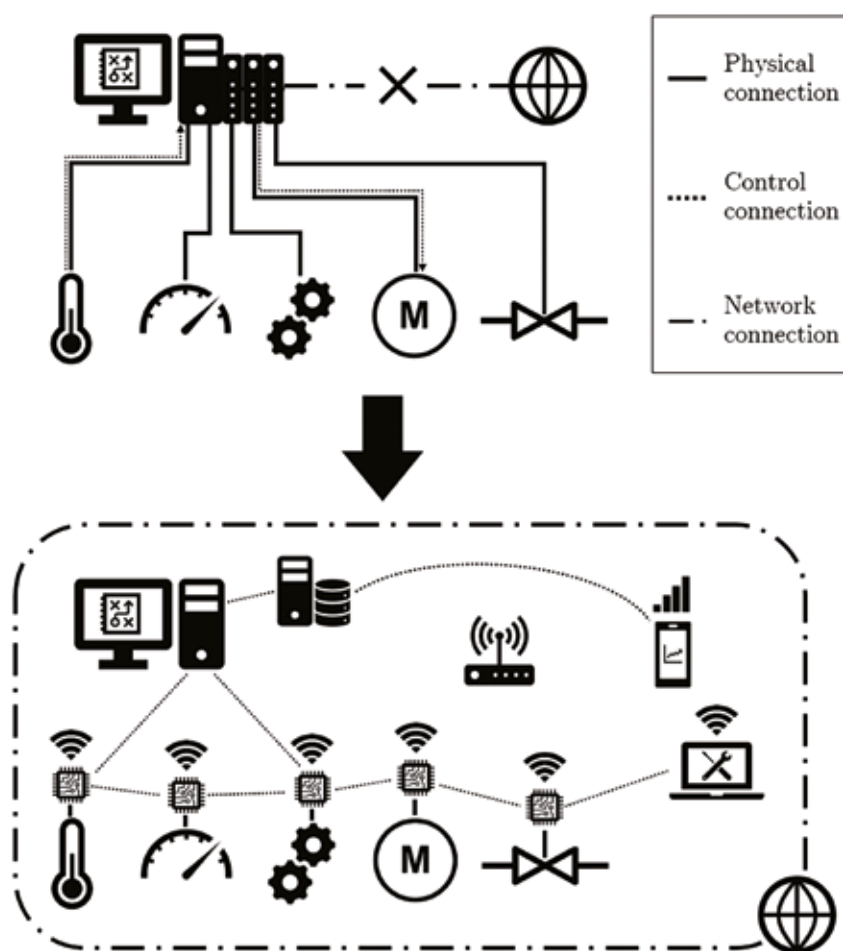 Physical
connection
Control
connection
M
Network
connection
M